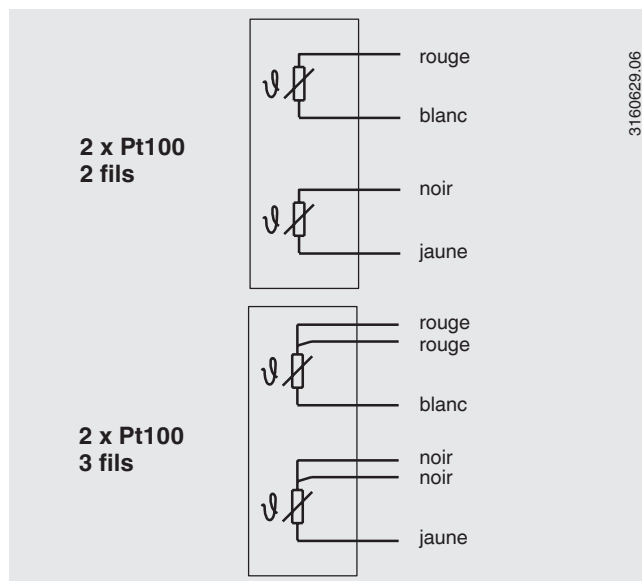 rouge
blanc
2 x Pt100
2 fils
noir
jaune
rouge
rouge
blanc
2 x Pt100
3 fils
noir
noir
jaune
3160629.06
ϑ
ϑ
ϑ
ϑ